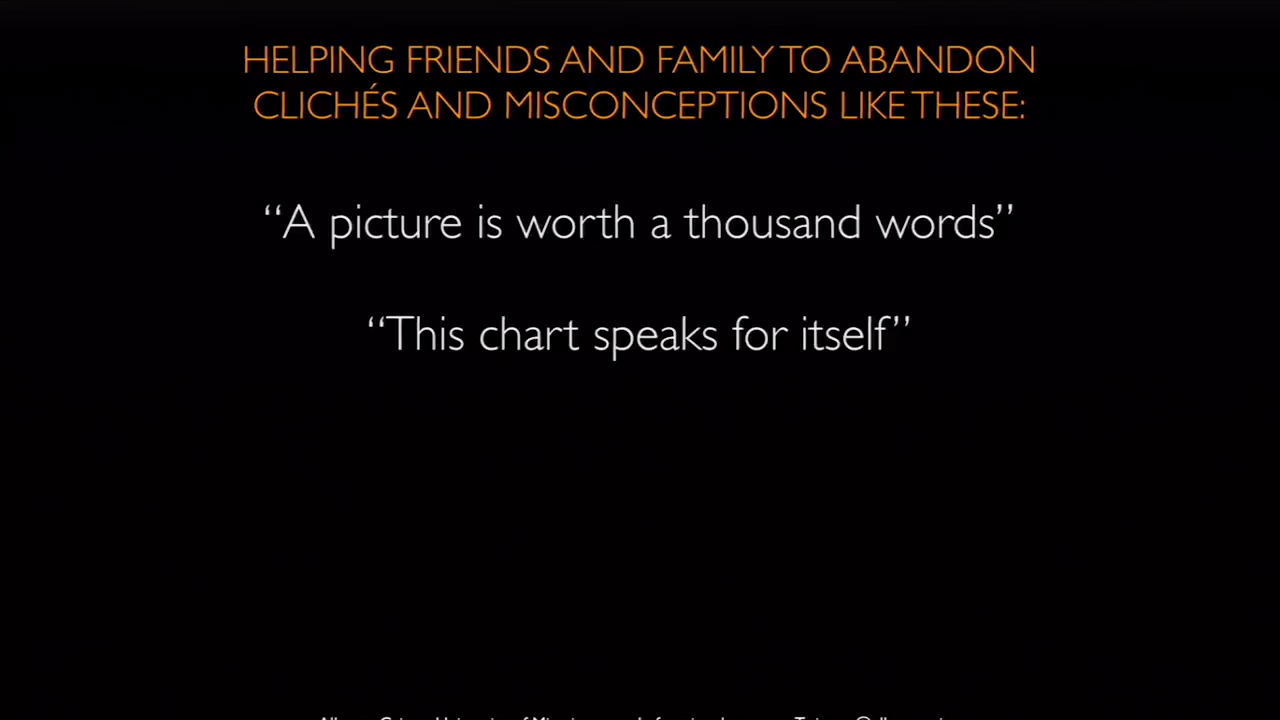 HELPING FRIENDS AND FAMILY TO ABANDON
CLICHÉS AND MISCONCEPTIONS LIKE THESE:
“A picture is worth a thousand words”
“This chart speaks for itself”